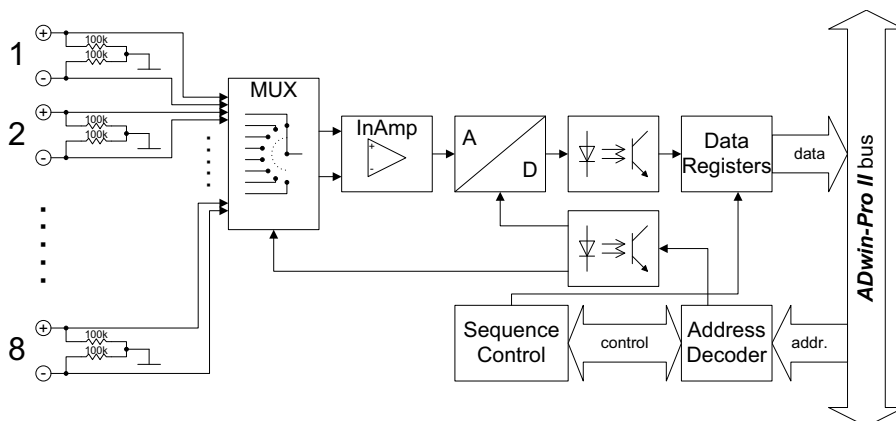 1
+
100k
100k
-
2
+
100k
100k
-
8
+
100k
100k
-
MUX
InAmp
+
-
A
D
Data
Registers
data
Sequence
Control
control
Address
Decoder
addr.
ADwin-Pro II bus